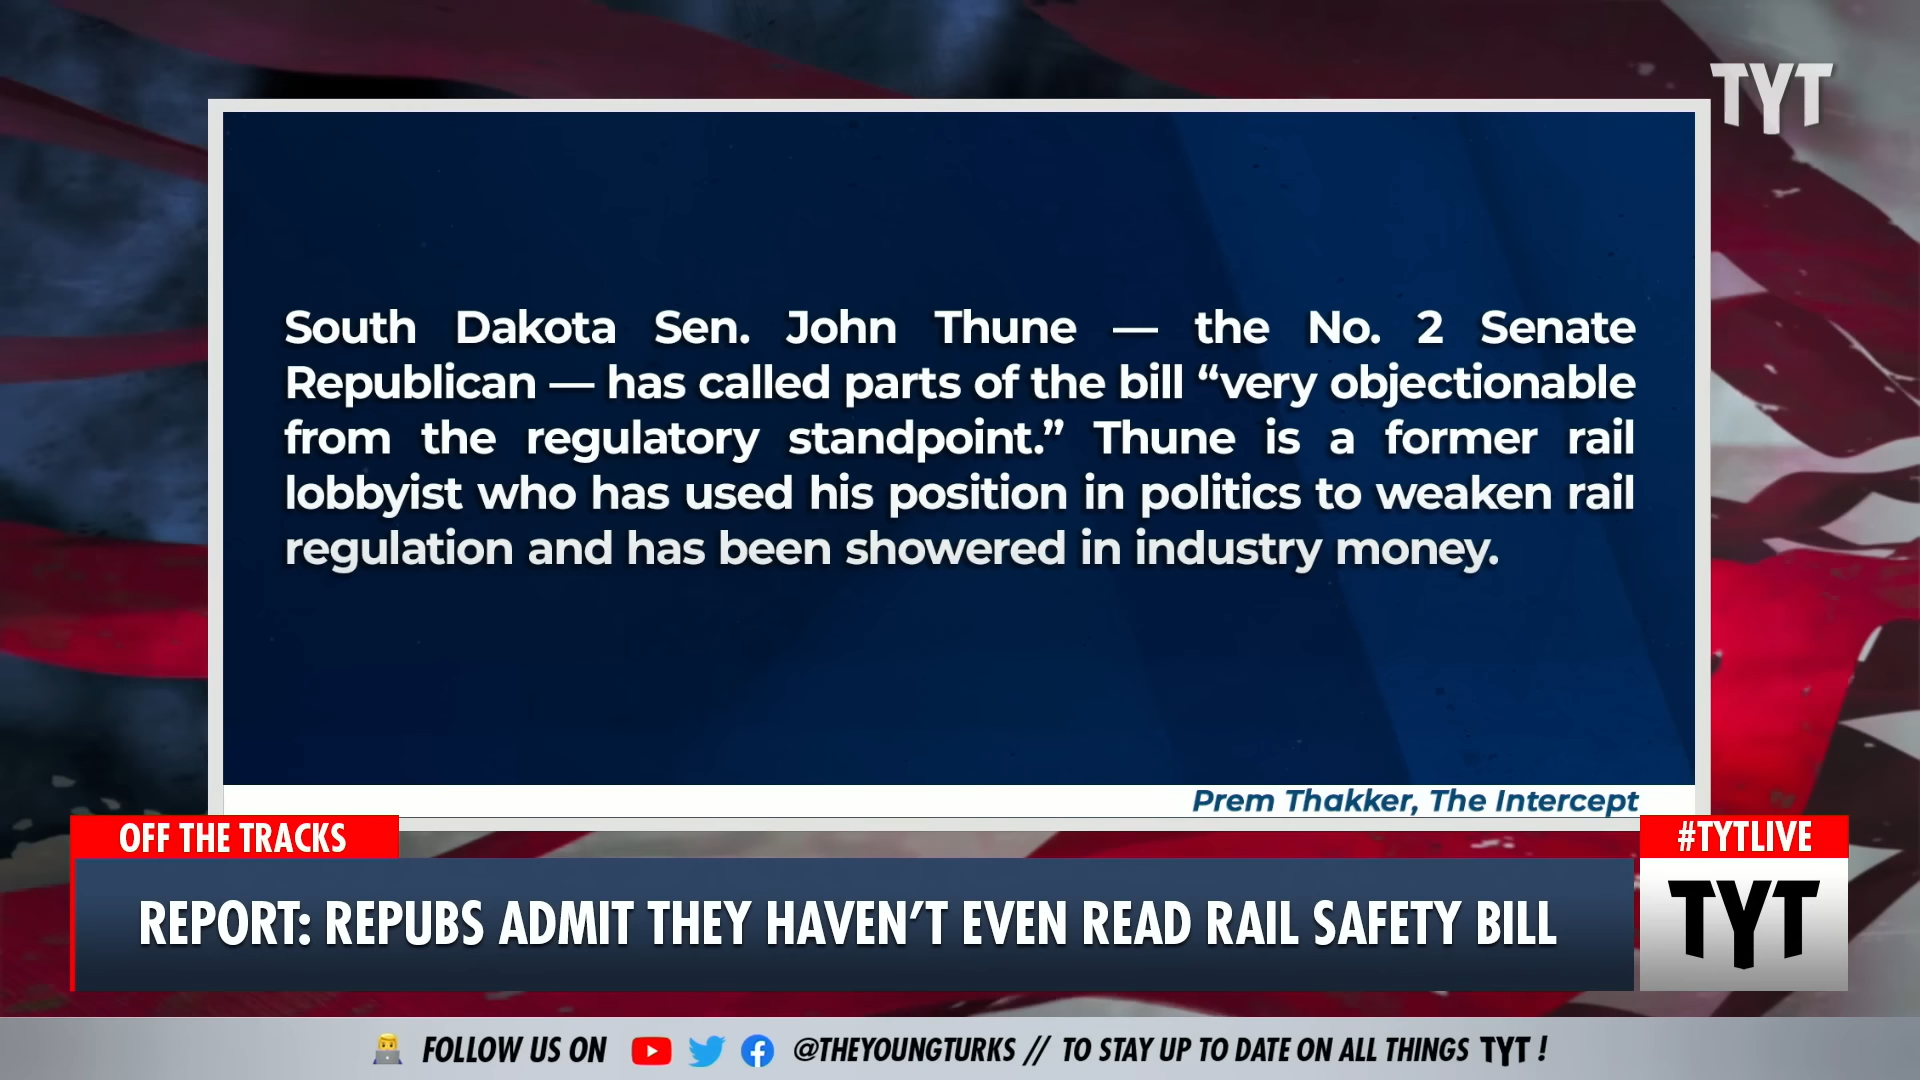 TYT
South Dakota Sen. John Thune — the No. 2 Senate
Republican — has called parts of the bill “very objectionable
from the regulatory standpoint.” Thune is a former rail
lobbyist who has used his position in politics to weaken rail
regulation and has been showered in industry money.
Prem Thakker, The Intercept
OFF THE TRACKS
#TYTLIVE
REPORT: REPUBS ADMIT THEY HAVEN’T EVEN READ RAIL SAFETY BILL
TYT
FOLLOW US ON @THEYOUNGTURKS // TO STAY UP TO DATE ON ALL THINGS TYT !